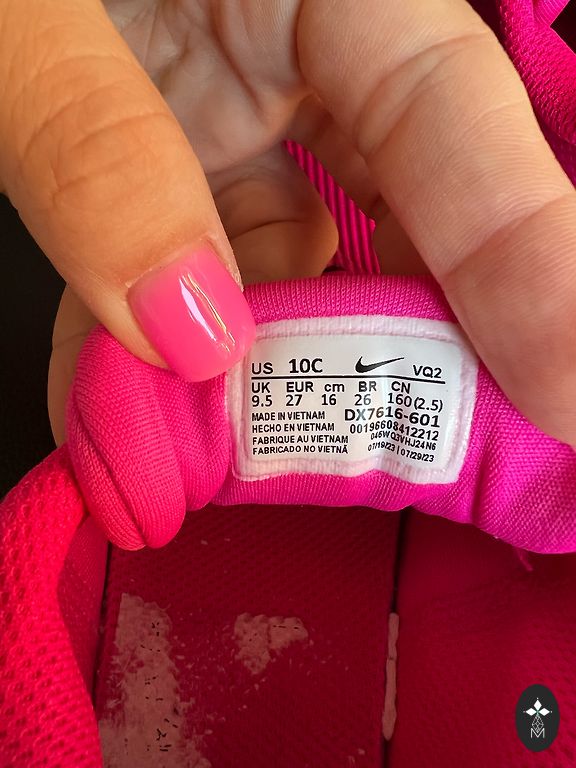 US 10C VQ2
UK EUR cm BR CN
9.5 27 16 26 160(2.5)
MADE IN VIETNAM DX7616-601
HECHO EN VIETNAM 00196608412212
FABRIQUE AU VIETNAM 045WQ3VHJ24N6
FABRICADO NO VIETNÃ 07/19/23 | 07/29/23
M